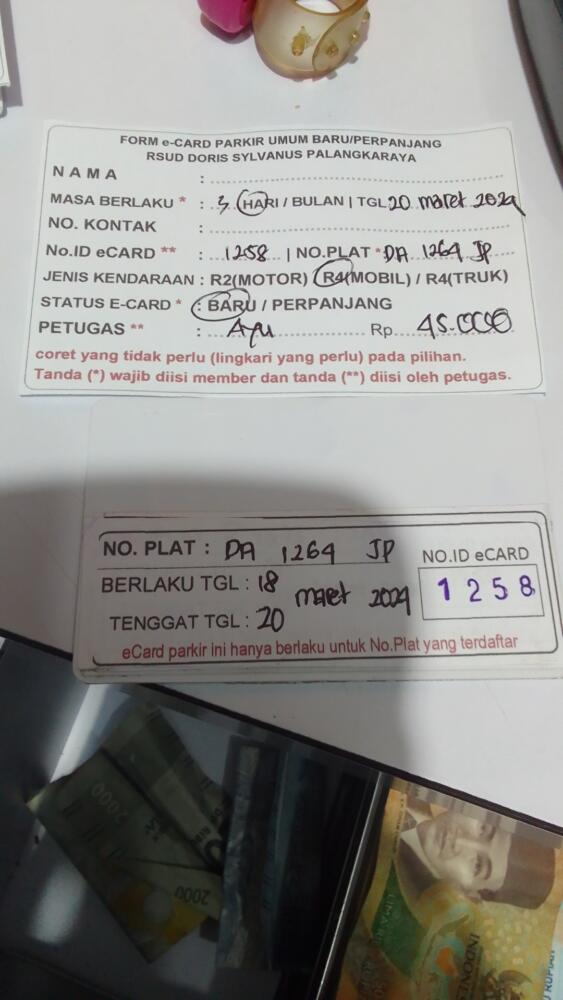 FORM e-CARD PARKIR UMUM BARU/PERPANJANG
RSUD DORIS SYLVANUS PALANGKARAYA
NAMA :
MASA BERLAKU * : 3 HARI / BULAN | TGL 20 maret 2024
NO. KONTAK :
No.ID eCARD ** : 1258 | NO.PLAT * DA 1264 JP
JENIS KENDARAAN : R2(MOTOR) / R4(MOBIL) / R4(TRUK)
STATUS E-CARD * : BARU / PERPANJANG
PETUGAS ** : Ayu Rp. 45.000
coret yang tidak perlu (lingkari yang perlu) pada pilihan.
Tanda (*) wajib diisi member dan tanda (**) diisi oleh petugas.
NO. PLAT : DA 1264 JP
NO.ID eCARD
1258
BERLAKU TGL : 18 maret 2024
TENGGAT TGL : 20
eCard parkir ini hanya berlaku untuk No.Plat yang terdaftar
2000
2000
RUPIAH